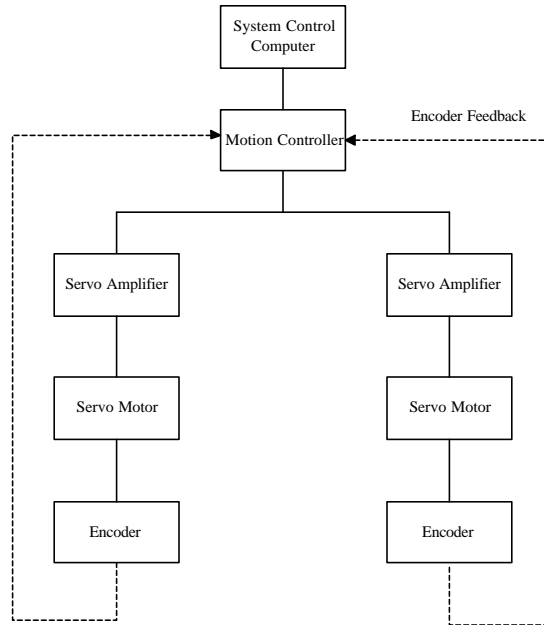 System Control
Computer
Encoder Feedback
Motion Controller
Servo Amplifier
Servo Amplifier
Servo Motor
Servo Motor
Encoder
Encoder